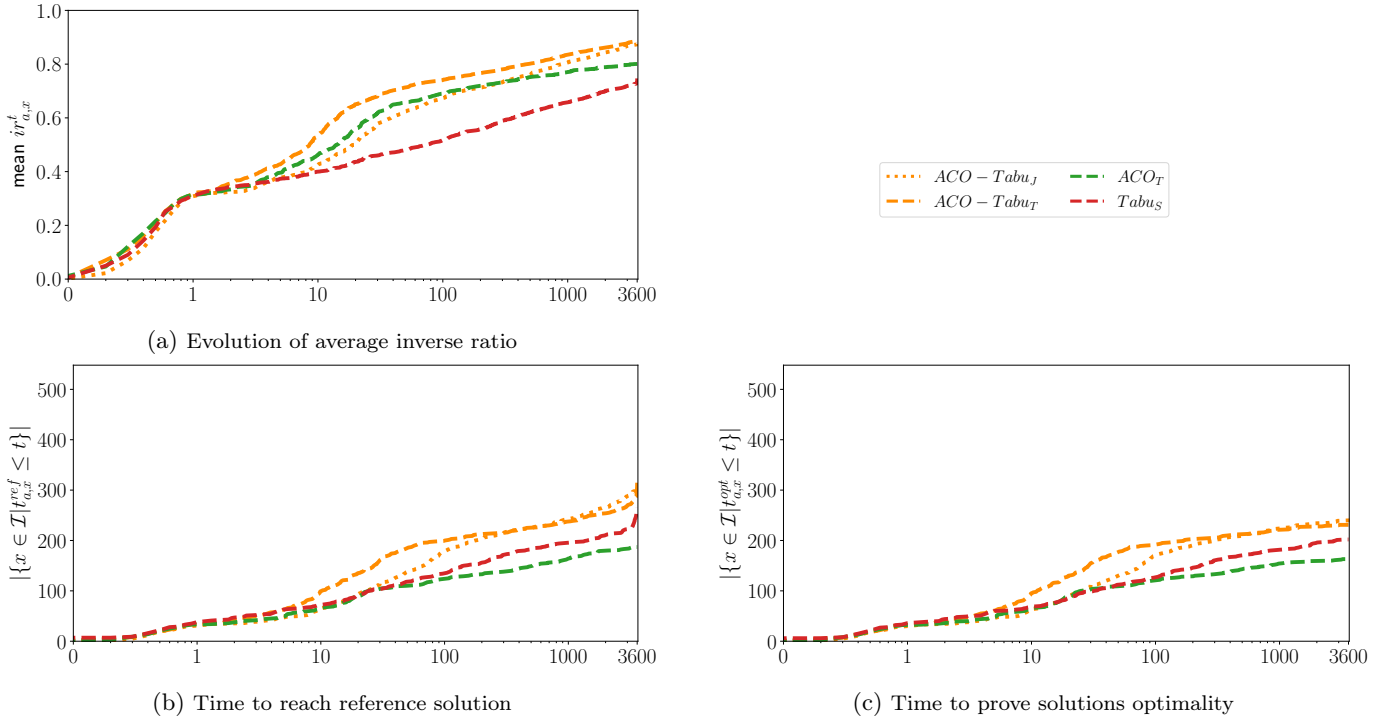 1.0
0.8
0.6
0.4
0.2
0.0
mean $ir^t_{a,x}$
0 1 10 100 1000 3600
(a) Evolution of average inverse ratio
$ACO - Tabu_J$ $ACO_T$
$ACO - Tabu_T$ $Tabu_S$
500
400
300
200
100
0
$|\{x \in \mathcal{I} | t^{ref}_{a,x} \leq t\}|$
0 1 10 100 1000 3600
(b) Time to reach reference solution
500
400
300
200
100
0
$|\{x \in \mathcal{I} | t^{opt}_{a,x} \leq t\}|$
0 1 10 100 1000 3600
(c) Time to prove solutions optimality